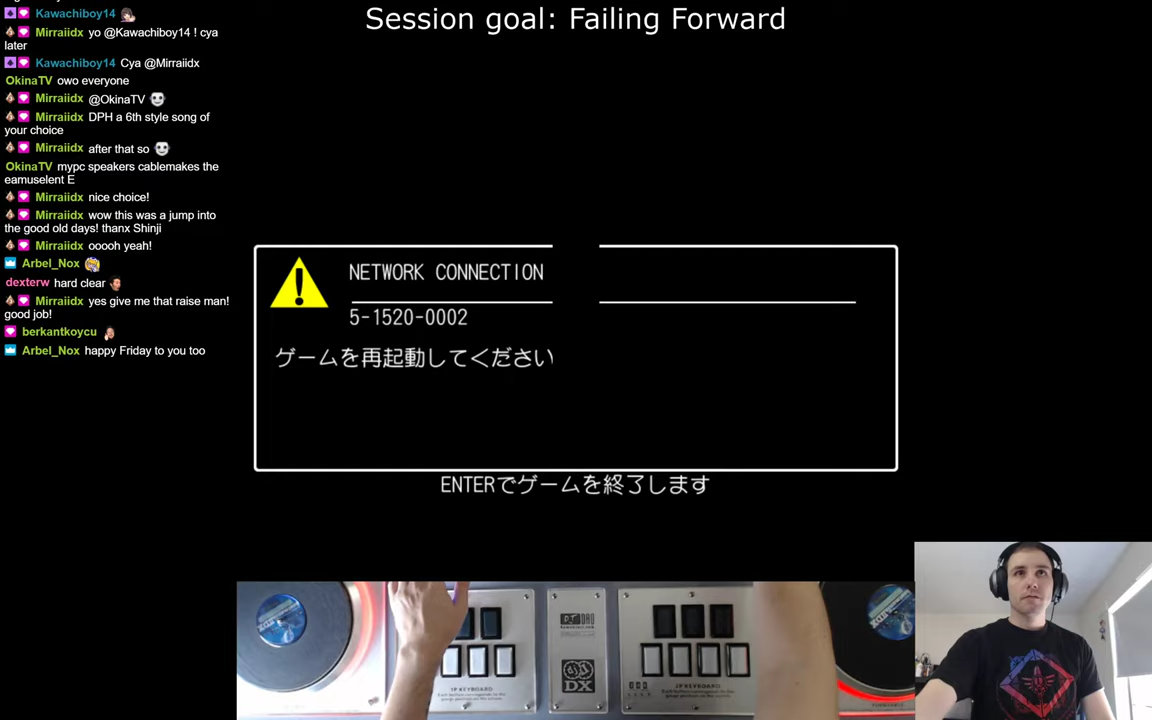 Session goal: Failing Forward
Kawachiboy14
Mirraiidx yo @Kawachiboy14 ! cya
later
Kawachiboy14 Cya @Mirraiidx
OkinaTV owo everyone
Mirraiidx @OkinaTV
Mirraiidx DPH a 6th style song of
your choice
Mirraiidx after that so
OkinaTV mypc speakers cablemakes the
eamuselent E
Mirraiidx nice choice!
Mirraiidx wow this was a jump into
the good old days! thanx Shinji
Mirraiidx ooooh yeah!
Arbel_Nox
dexterw hard clear
Mirraiidx yes give me that raise man!
good job!
berkantkoycu
Arbel_Nox happy Friday to you too
NETWORK CONNECTION
5-1520-0002
ゲームを再起動してください
ENTERでゲームを終了します
DX
1P KEYBOARD